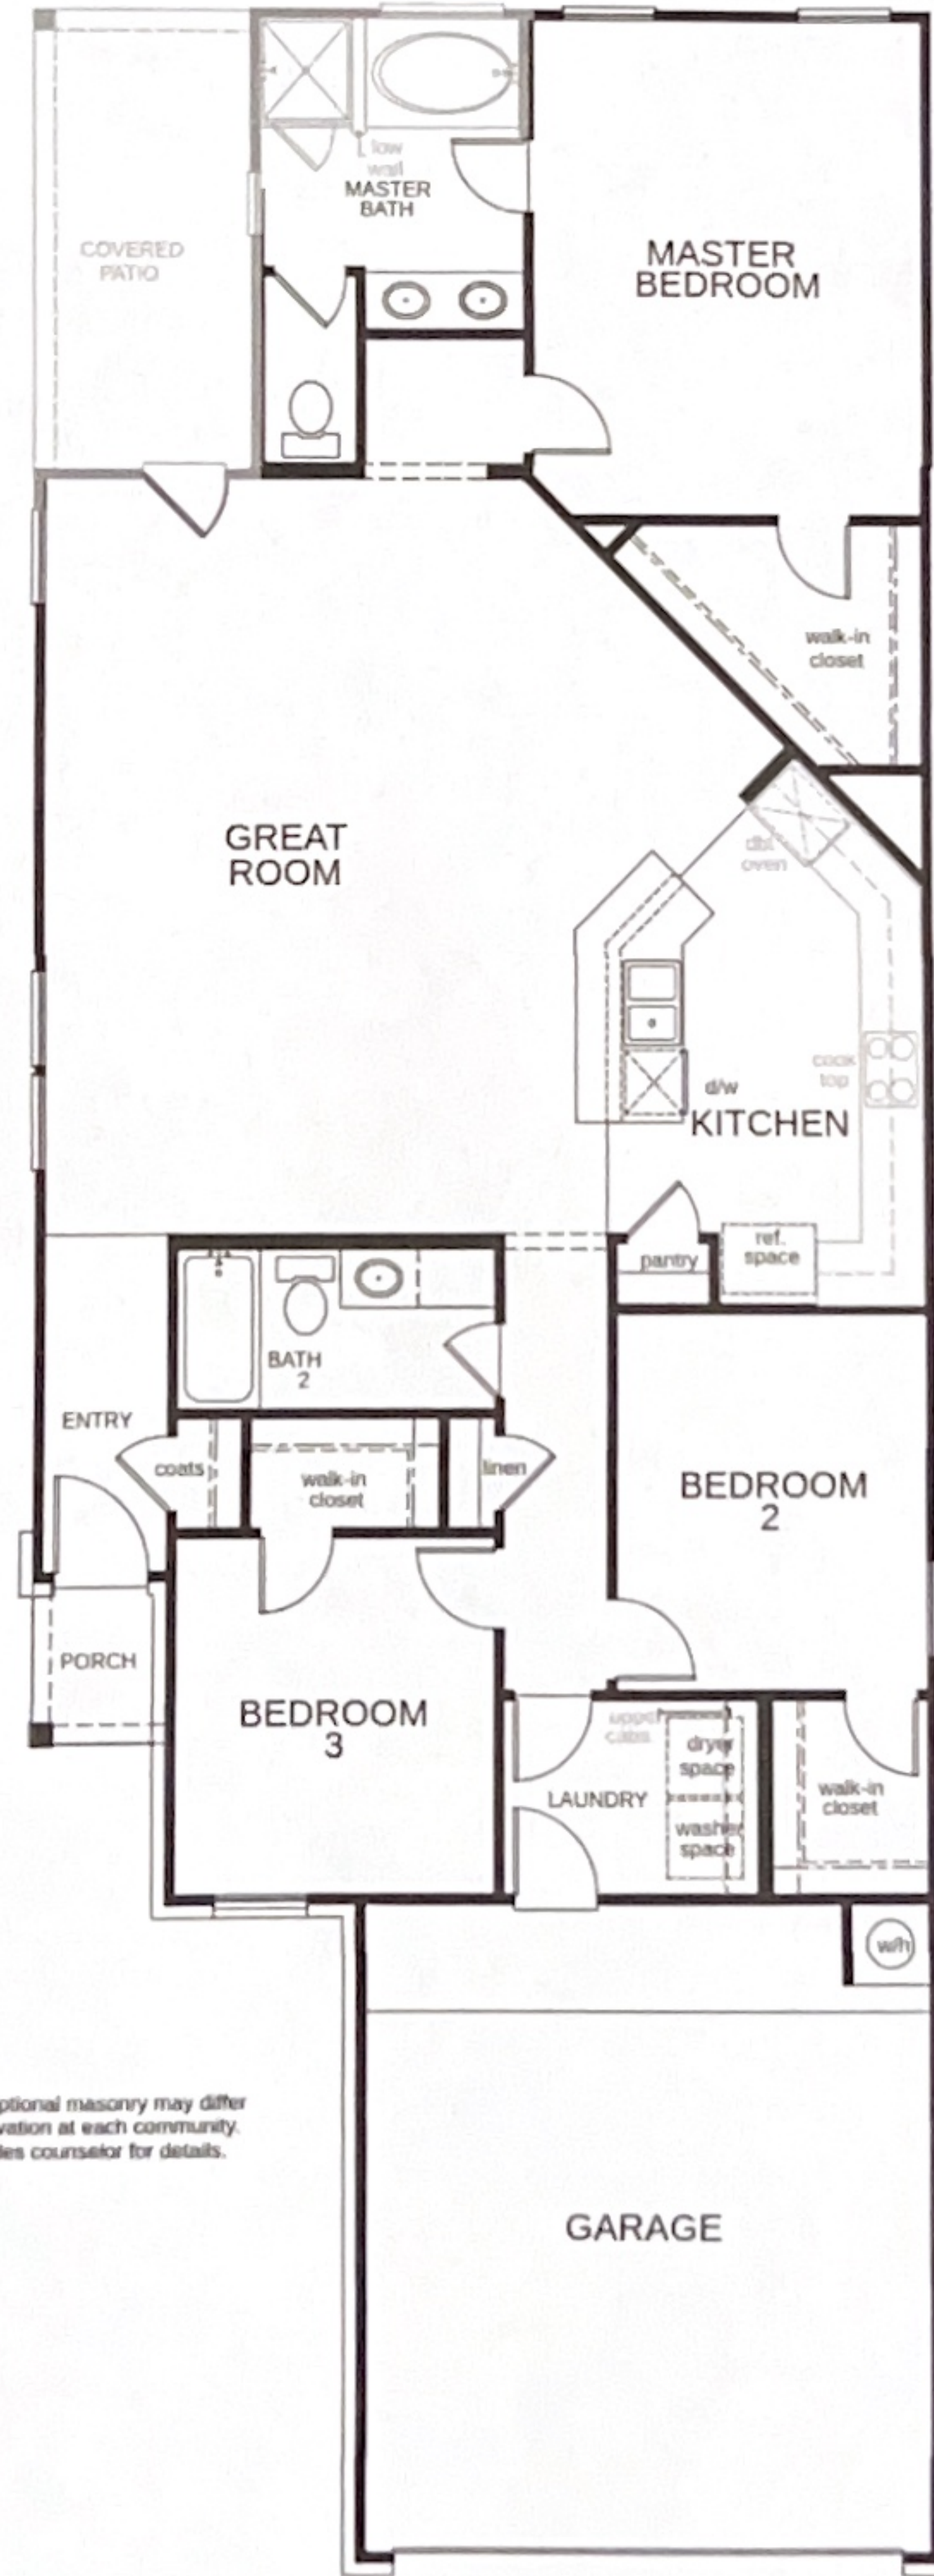 low
wall
MASTER
BATH
COVERED
PATIO
MASTER
BEDROOM
walk-in
closet
GREAT
ROOM
dbl
oven
cook
top
d/w
KITCHEN
pantry
ref.
space
BATH
2
ENTRY
coats
walk-in
closet
linen
BEDROOM
2
PORCH
BEDROOM
3
upper
cabs
dryer
space
LAUNDRY
washer
space
walk-in
closet
w/h
ptional masonry may differ
vation at each community.
les counselor for details.
GARAGE